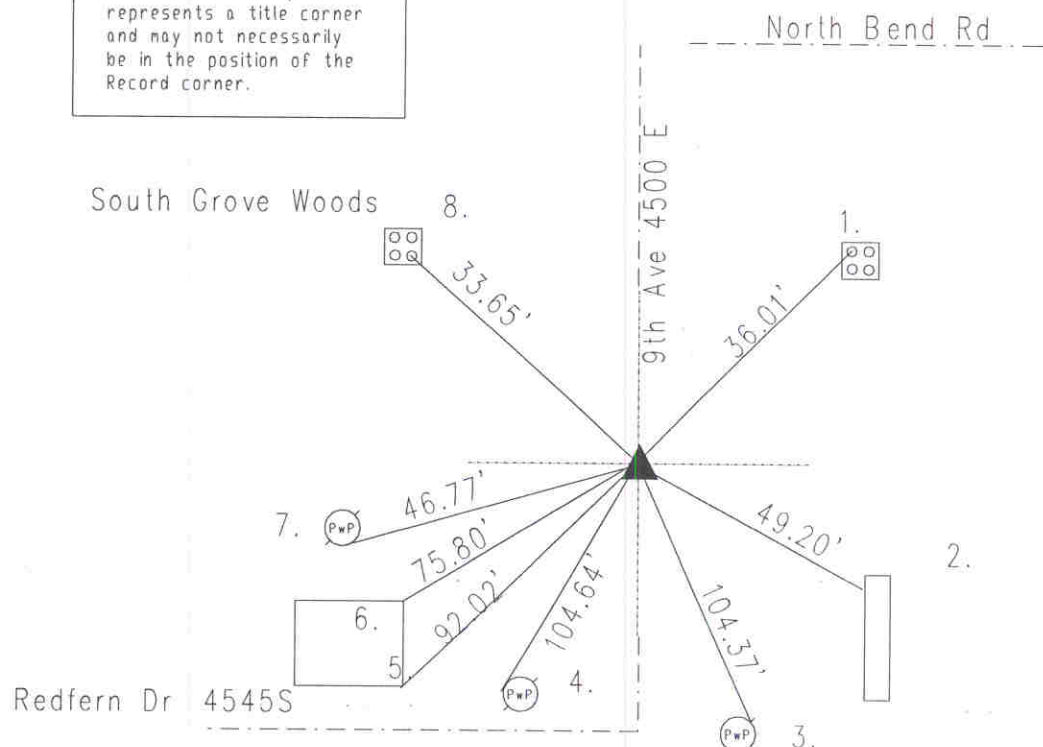 represents a title corner
and may not necessarily
be in the position of the
Record corner.
North Bend Rd
9th Ave 4500 E
South Grove Woods
8.
1.
33.65'
36.01'
46.77'
7.
PwP
75.80'
49.20'
2.
6.
92.02'
104.64'
104.37'
5.
PwP
4.
Redfern Dr 4545S
PwP
3.